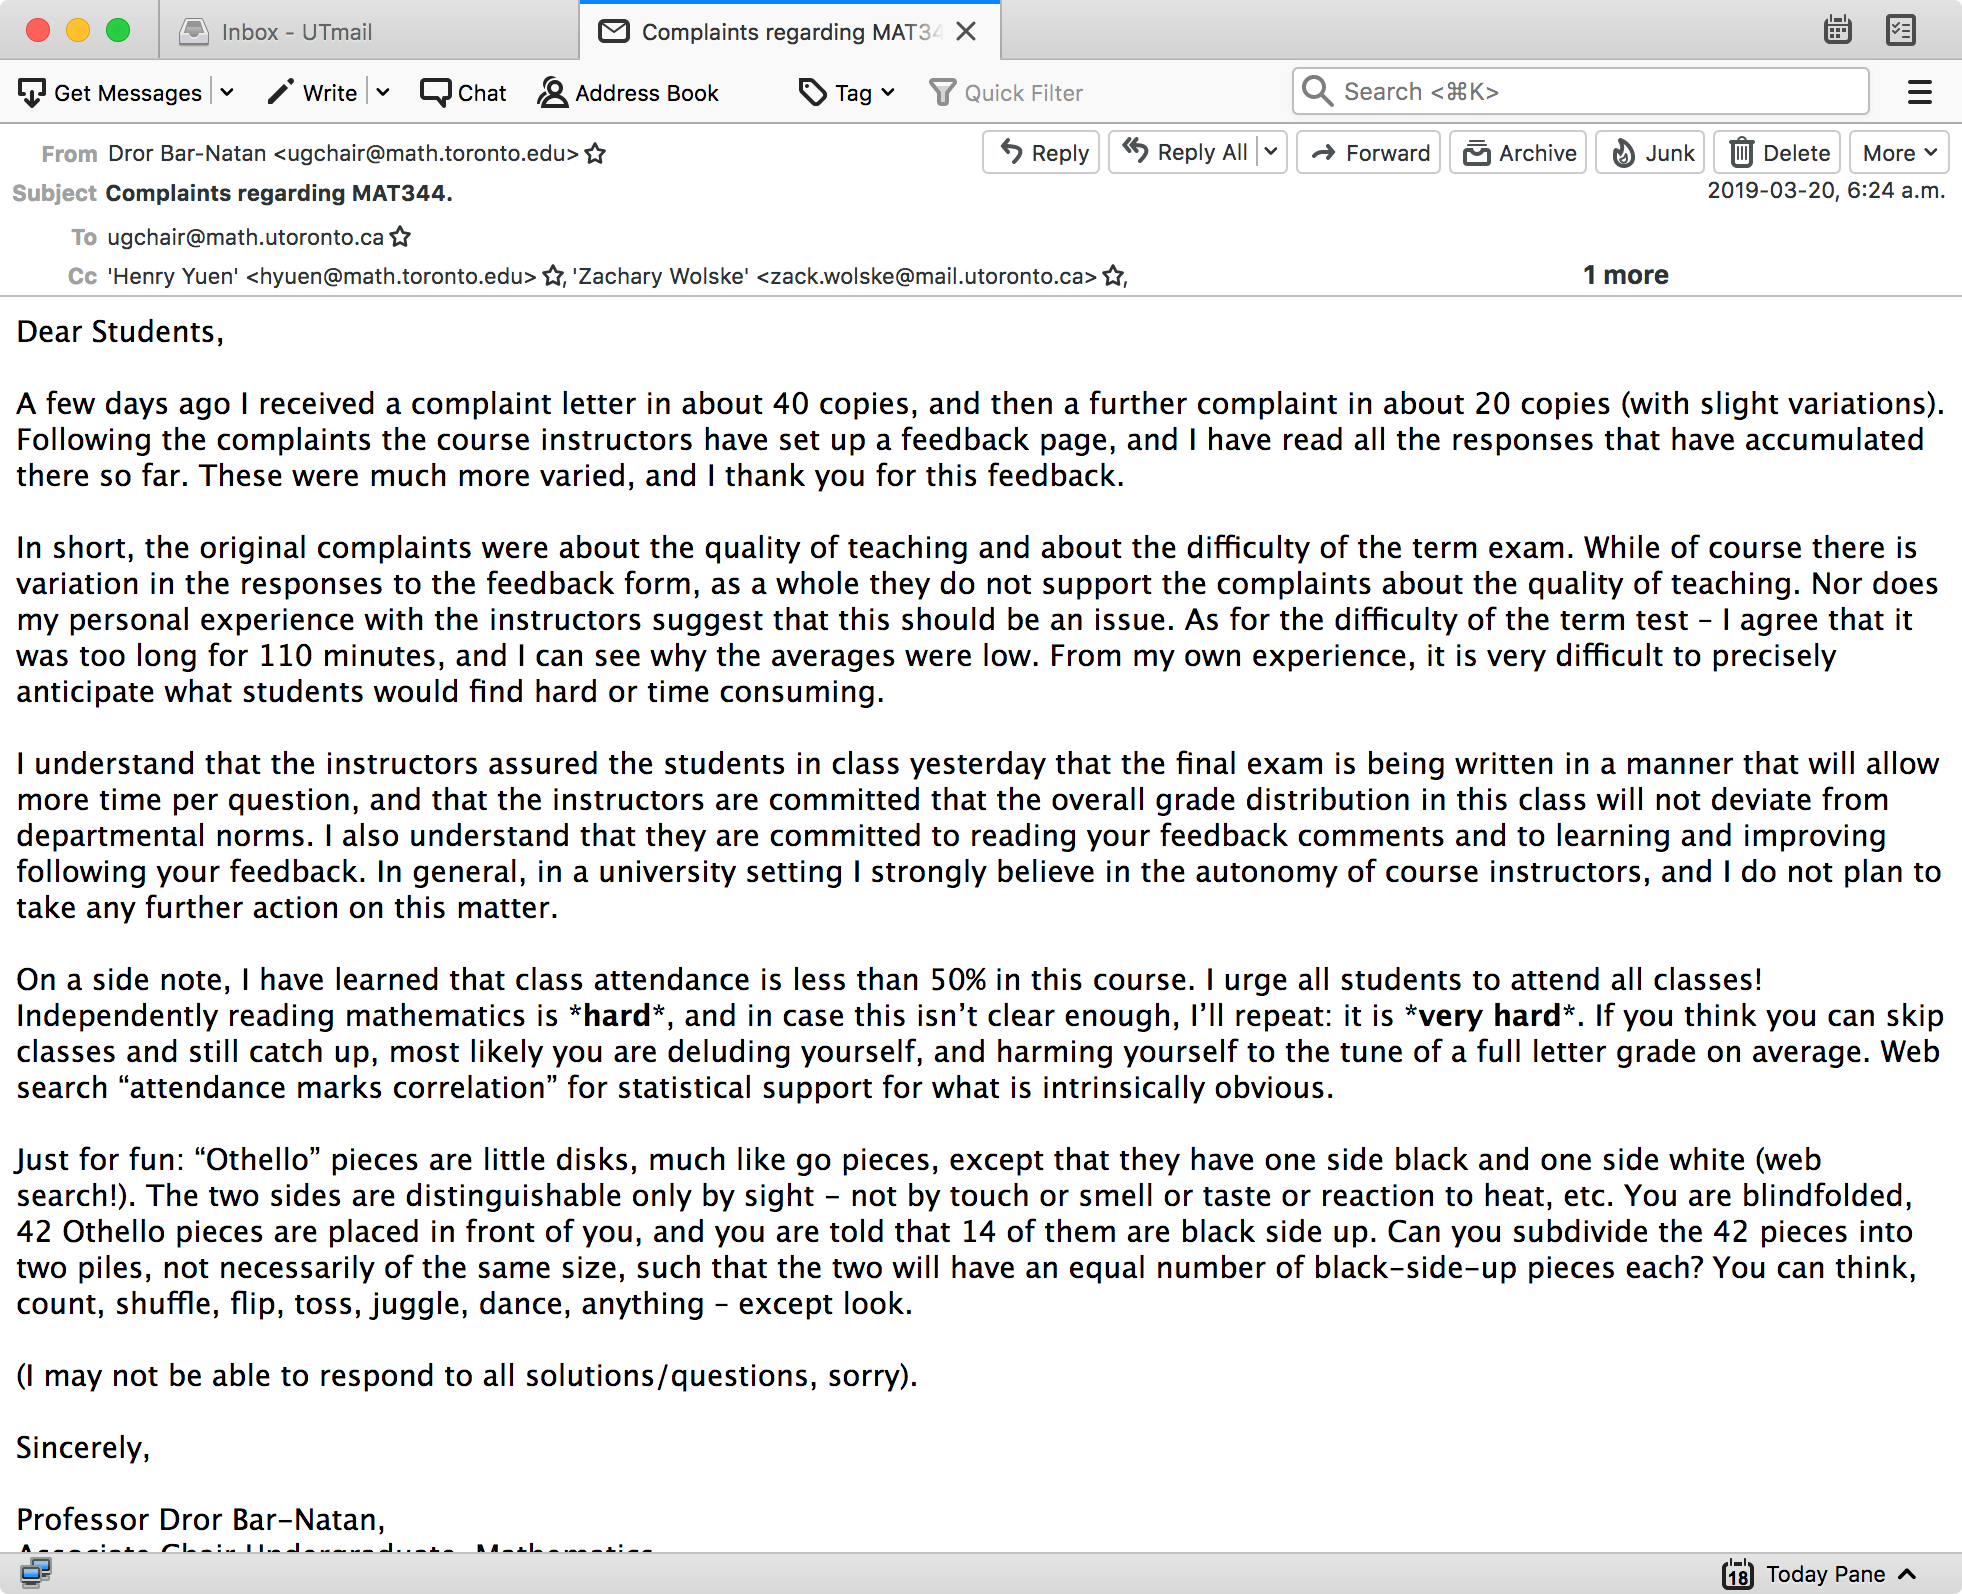 Inbox - UTmail
Complaints regarding MAT34
Get Messages
Write
Chat
Address Book
Tag
Quick Filter
Search <⌘K>
From Dror Bar-Natan <ugchair@math.toronto.edu>
Reply
Reply All
Forward
Archive
Junk
Delete
More
Subject Complaints regarding MAT344.
2019-03-20, 6:24 a.m.
To ugchair@math.utoronto.ca
Cc 'Henry Yuen' <hyuen@math.toronto.edu>, 'Zachary Wolske' <zack.wolske@mail.utoronto.ca>,
1 more
Dear Students,
A few days ago I received a complaint letter in about 40 copies, and then a further complaint in about 20 copies (with slight variations).
Following the complaints the course instructors have set up a feedback page, and I have read all the responses that have accumulated
there so far. These were much more varied, and I thank you for this feedback.
In short, the original complaints were about the quality of teaching and about the difficulty of the term exam. While of course there is
variation in the responses to the feedback form, as a whole they do not support the complaints about the quality of teaching. Nor does
my personal experience with the instructors suggest that this should be an issue. As for the difficulty of the term test – I agree that it
was too long for 110 minutes, and I can see why the averages were low. From my own experience, it is very difficult to precisely
anticipate what students would find hard or time consuming.
I understand that the instructors assured the students in class yesterday that the final exam is being written in a manner that will allow
more time per question, and that the instructors are committed that the overall grade distribution in this class will not deviate from
departmental norms. I also understand that they are committed to reading your feedback comments and to learning and improving
following your feedback. In general, in a university setting I strongly believe in the autonomy of course instructors, and I do not plan to
take any further action on this matter.
On a side note, I have learned that class attendance is less than 50% in this course. I urge all students to attend all classes!
Independently reading mathematics is *hard*, and in case this isn’t clear enough, I’ll repeat: it is *very hard*. If you think you can skip
classes and still catch up, most likely you are deluding yourself, and harming yourself to the tune of a full letter grade on average. Web
search “attendance marks correlation” for statistical support for what is intrinsically obvious.
Just for fun: “Othello” pieces are little disks, much like go pieces, except that they have one side black and one side white (web
search!). The two sides are distinguishable only by sight – not by touch or smell or taste or reaction to heat, etc. You are blindfolded,
42 Othello pieces are placed in front of you, and you are told that 14 of them are black side up. Can you subdivide the 42 pieces into
two piles, not necessarily of the same size, such that the two will have an equal number of black-side-up pieces each? You can think,
count, shuffle, flip, toss, juggle, dance, anything – except look.
(I may not be able to respond to all solutions/questions, sorry).
Sincerely,
Professor Dror Bar-Natan,
Associate Chair Undergraduate, Mathematics
18
Today Pane